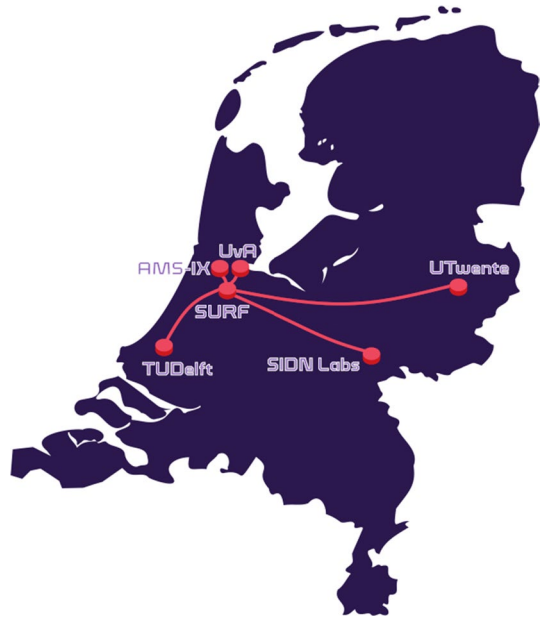 UvA
AMS-IX
UTwente
SURF
SIDN Labs
TUDelft